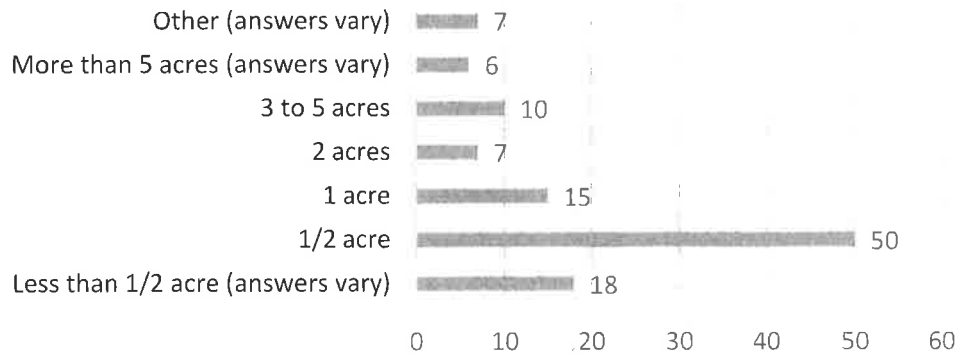 Other (answers vary) 7
More than 5 acres (answers vary) 6
3 to 5 acres 10
2 acres 7
1 acre 15
1/2 acre 50
Less than 1/2 acre (answers vary) 18
0 10 20 30 40 50 60